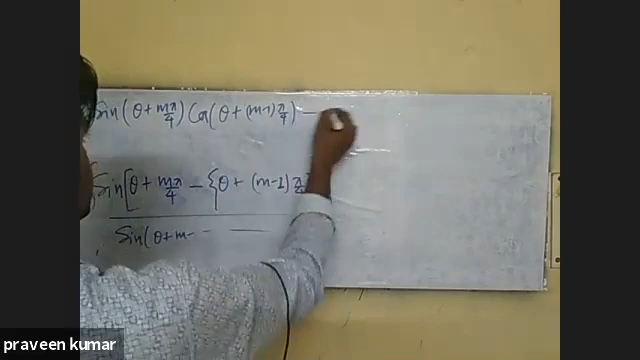 Sin(θ + mπ/4) Cos(θ + (m-1)π/4) —
Sin[θ + mπ/4 - {θ + (m-1)π/4}]
Sin(θ+m- - —
praveen kumar